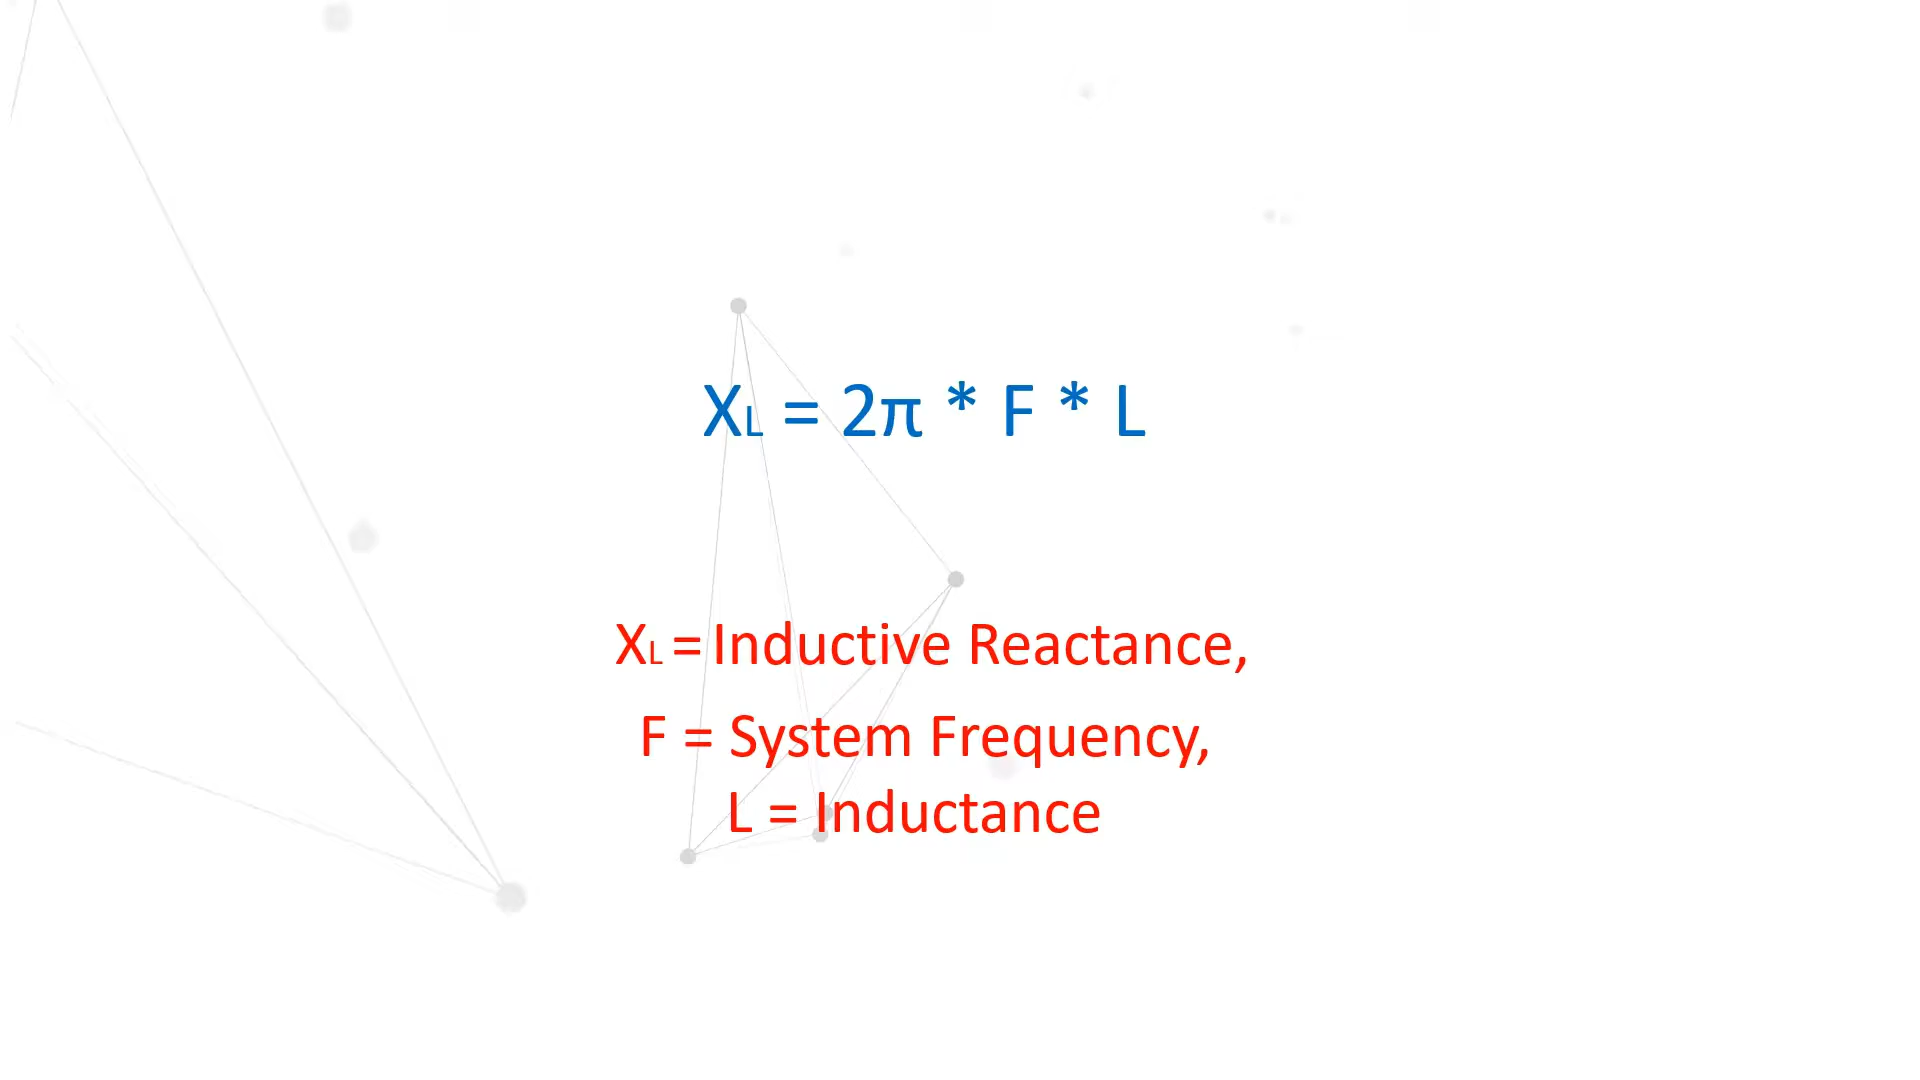 XL = 2π * F * L
XL = Inductive Reactance,
F = System Frequency,
L = Inductance